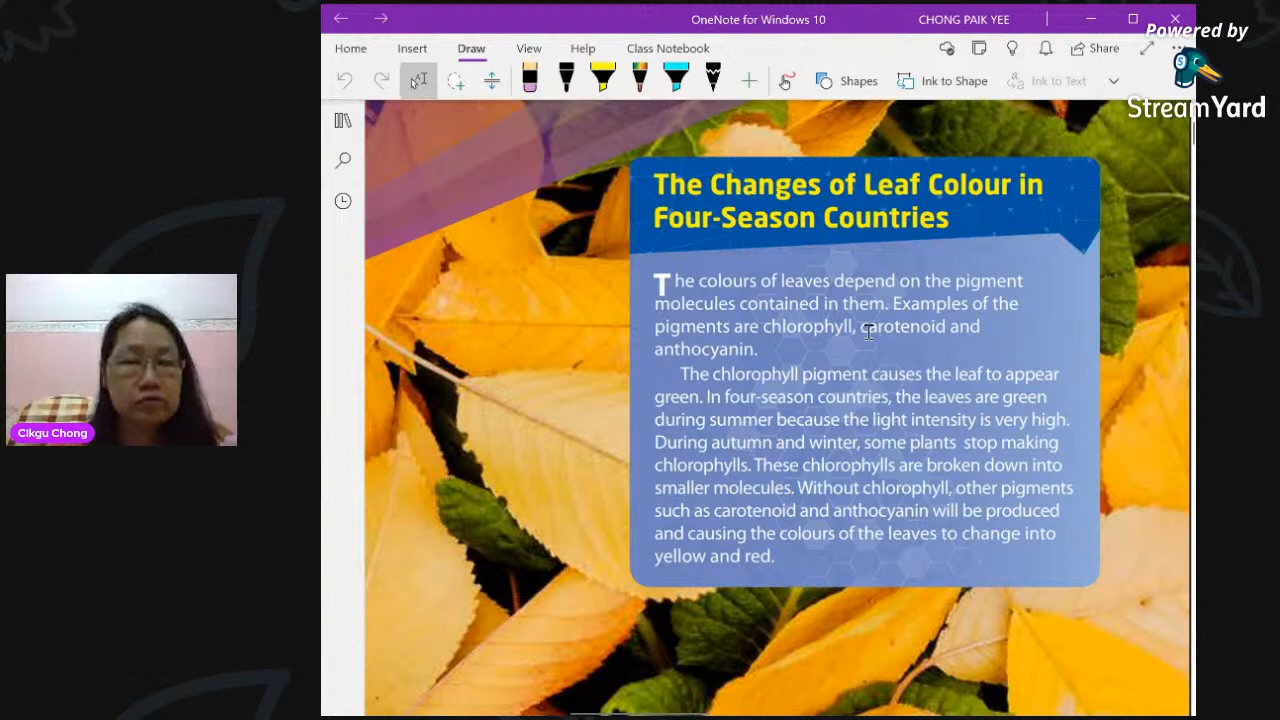 OneNote for Windows 10
CHONG PAIK YEE
Powered by
Home
Insert
Draw
View
Help
Class Notebook
Share
Shapes
Ink to Shape
Ink to Text
StreamYard
The Changes of Leaf Colour in
Four-Season Countries
The colours of leaves depend on the pigment
molecules contained in them. Examples of the
pigments are chlorophyll, carotenoid and
anthocyanin.
The chlorophyll pigment causes the leaf to appear
green. In four-season countries, the leaves are green
during summer because the light intensity is very high.
During autumn and winter, some plants stop making
chlorophylls. These chlorophylls are broken down into
smaller molecules. Without chlorophyll, other pigments
such as carotenoid and anthocyanin will be produced
and causing the colours of the leaves to change into
yellow and red.
Cikgu Chong